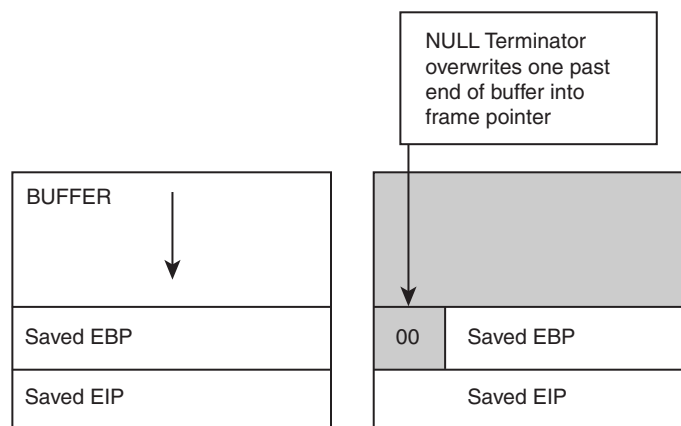 NULL Terminator
overwrites one past
end of buffer into
frame pointer
BUFFER
Saved EBP
Saved EIP
00
Saved EBP
Saved EIP